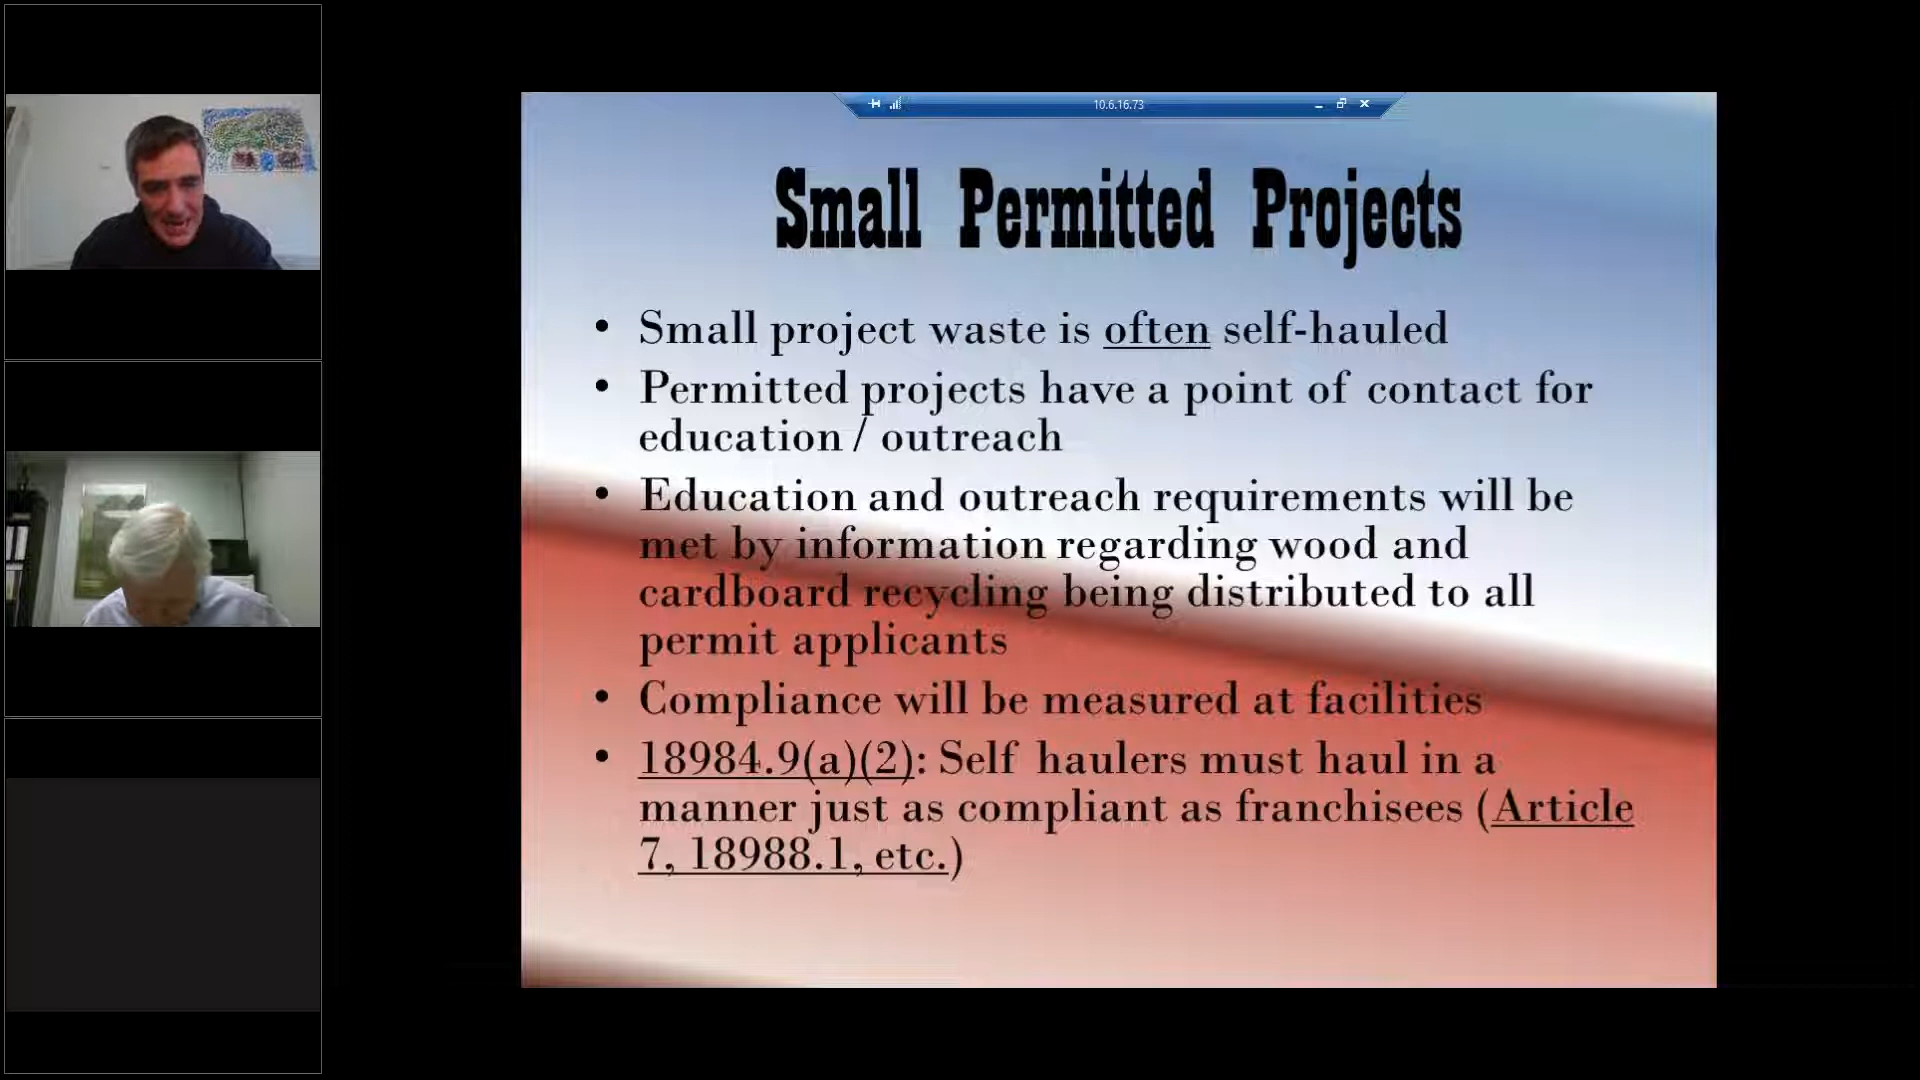 10.6.16.73
Small Permitted Projects
• Small project waste is often self-hauled
• Permitted projects have a point of contact for
education / outreach
• Education and outreach requirements will be
met by information regarding wood and
cardboard recycling being distributed to all
permit applicants
• Compliance will be measured at facilities
• 18984.9(a)(2): Self haulers must haul in a
manner just as compliant as franchisees (Article
7, 18988.1, etc.)